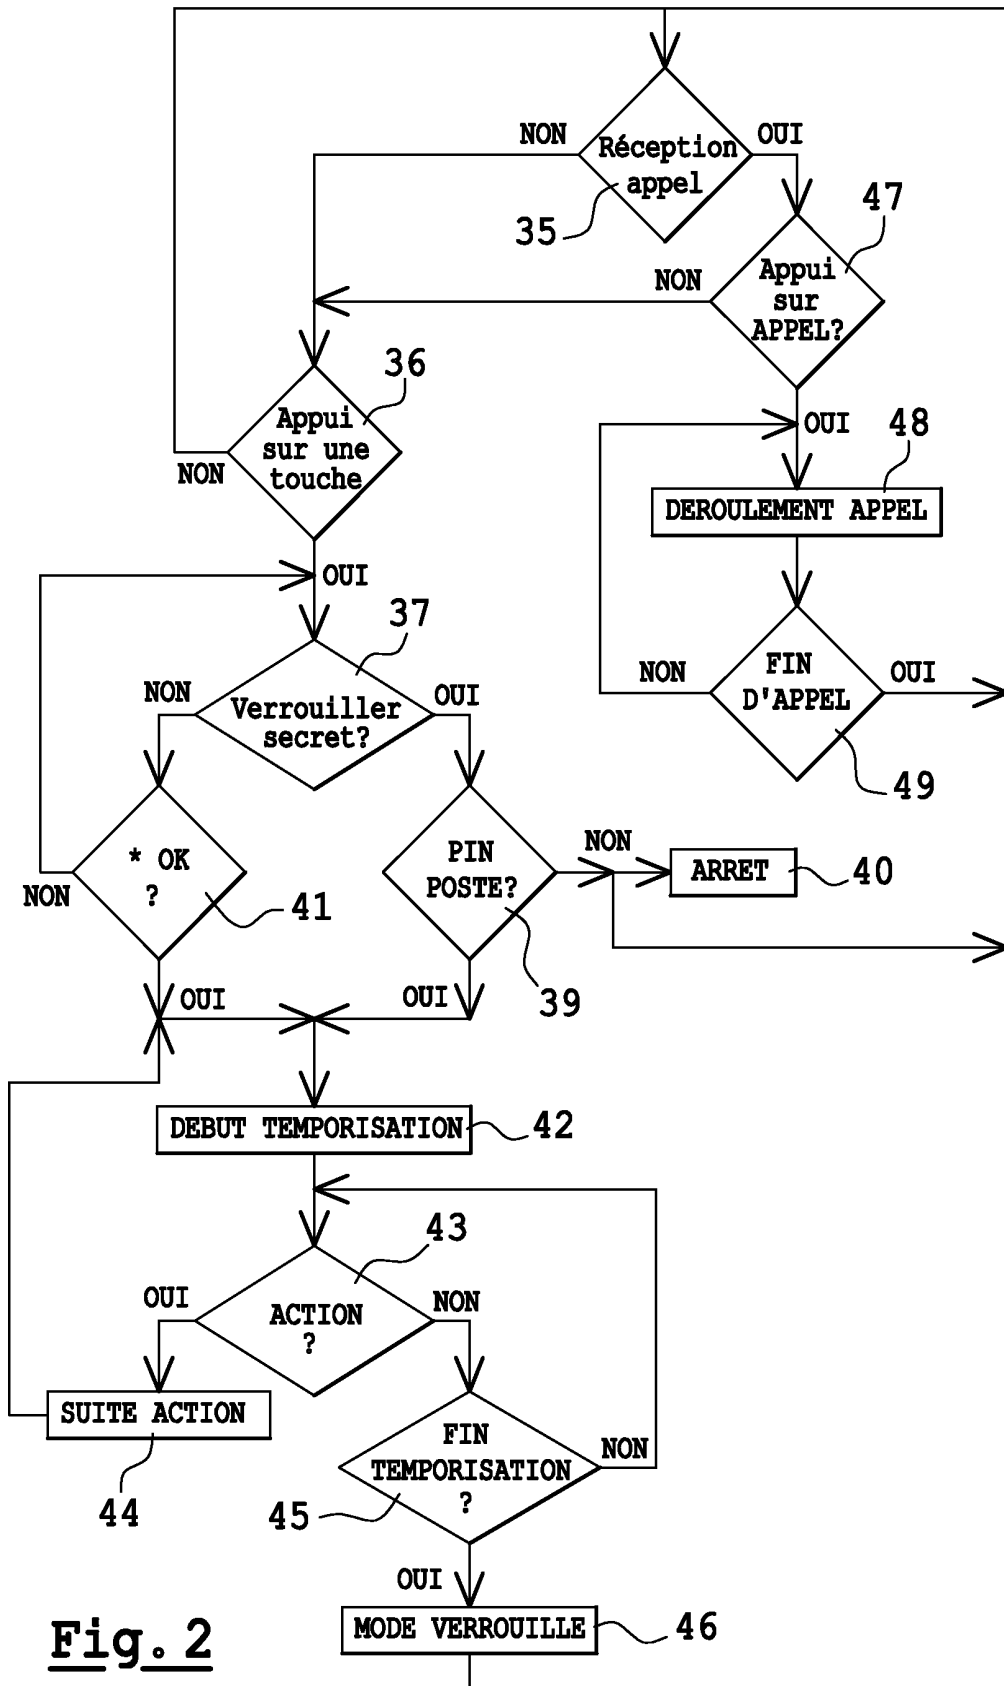 NON
OUI
Réception
appel
35
47
NON
Appui
sur
APPEL?
36
Appui
sur une
touche
NON
OUI
48
DEROULEMENT APPEL
OUI
37
NON
FIN
D'APPEL
OUI
49
NON
OUI
Verrouiller
secret?
* OK
?
NON
41
PIN
POSTE?
NON
ARRET
40
39
OUI
OUI
DEBUT TEMPORISATION
42
43
OUI
NON
ACTION
?
SUITE ACTION
44
FIN
TEMPORISATION
?
NON
45
OUI
MODE VERROUILLE
46
Fig. 2